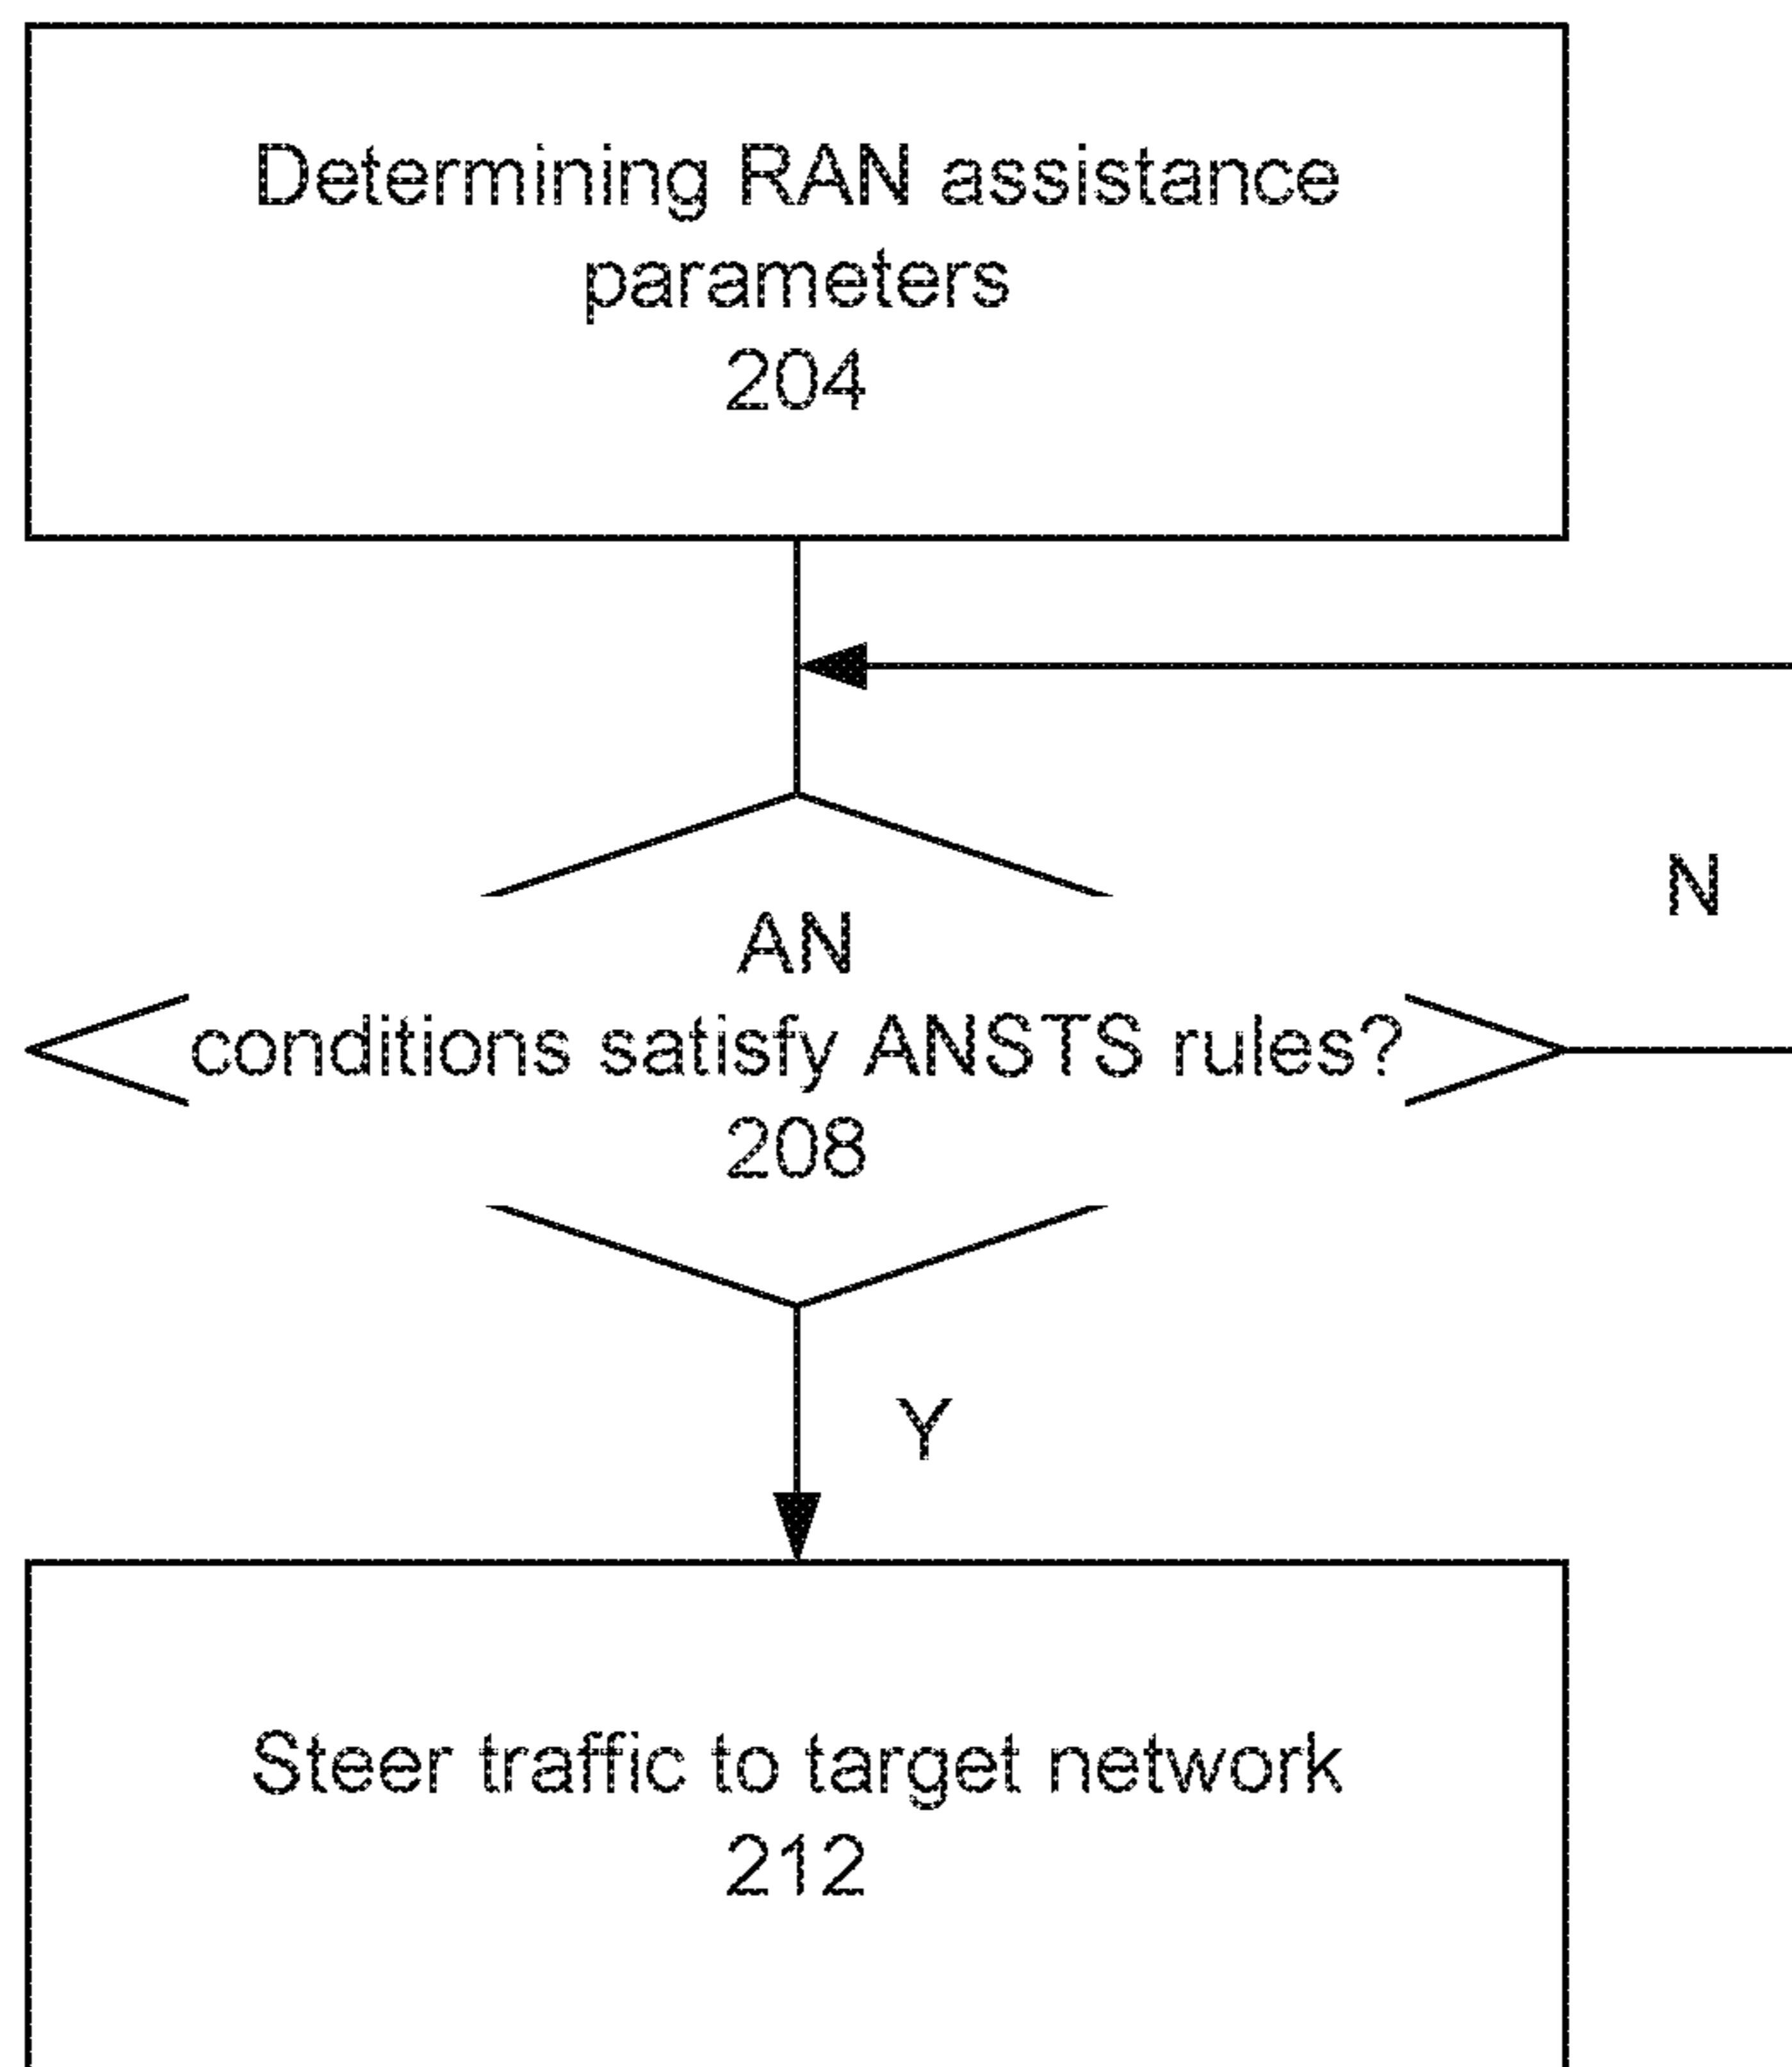 Determining RAN assistance
parameters
204
N
AN
conditions satisfy ANSTS rules?
208
Y
Steer traffic to target network
212